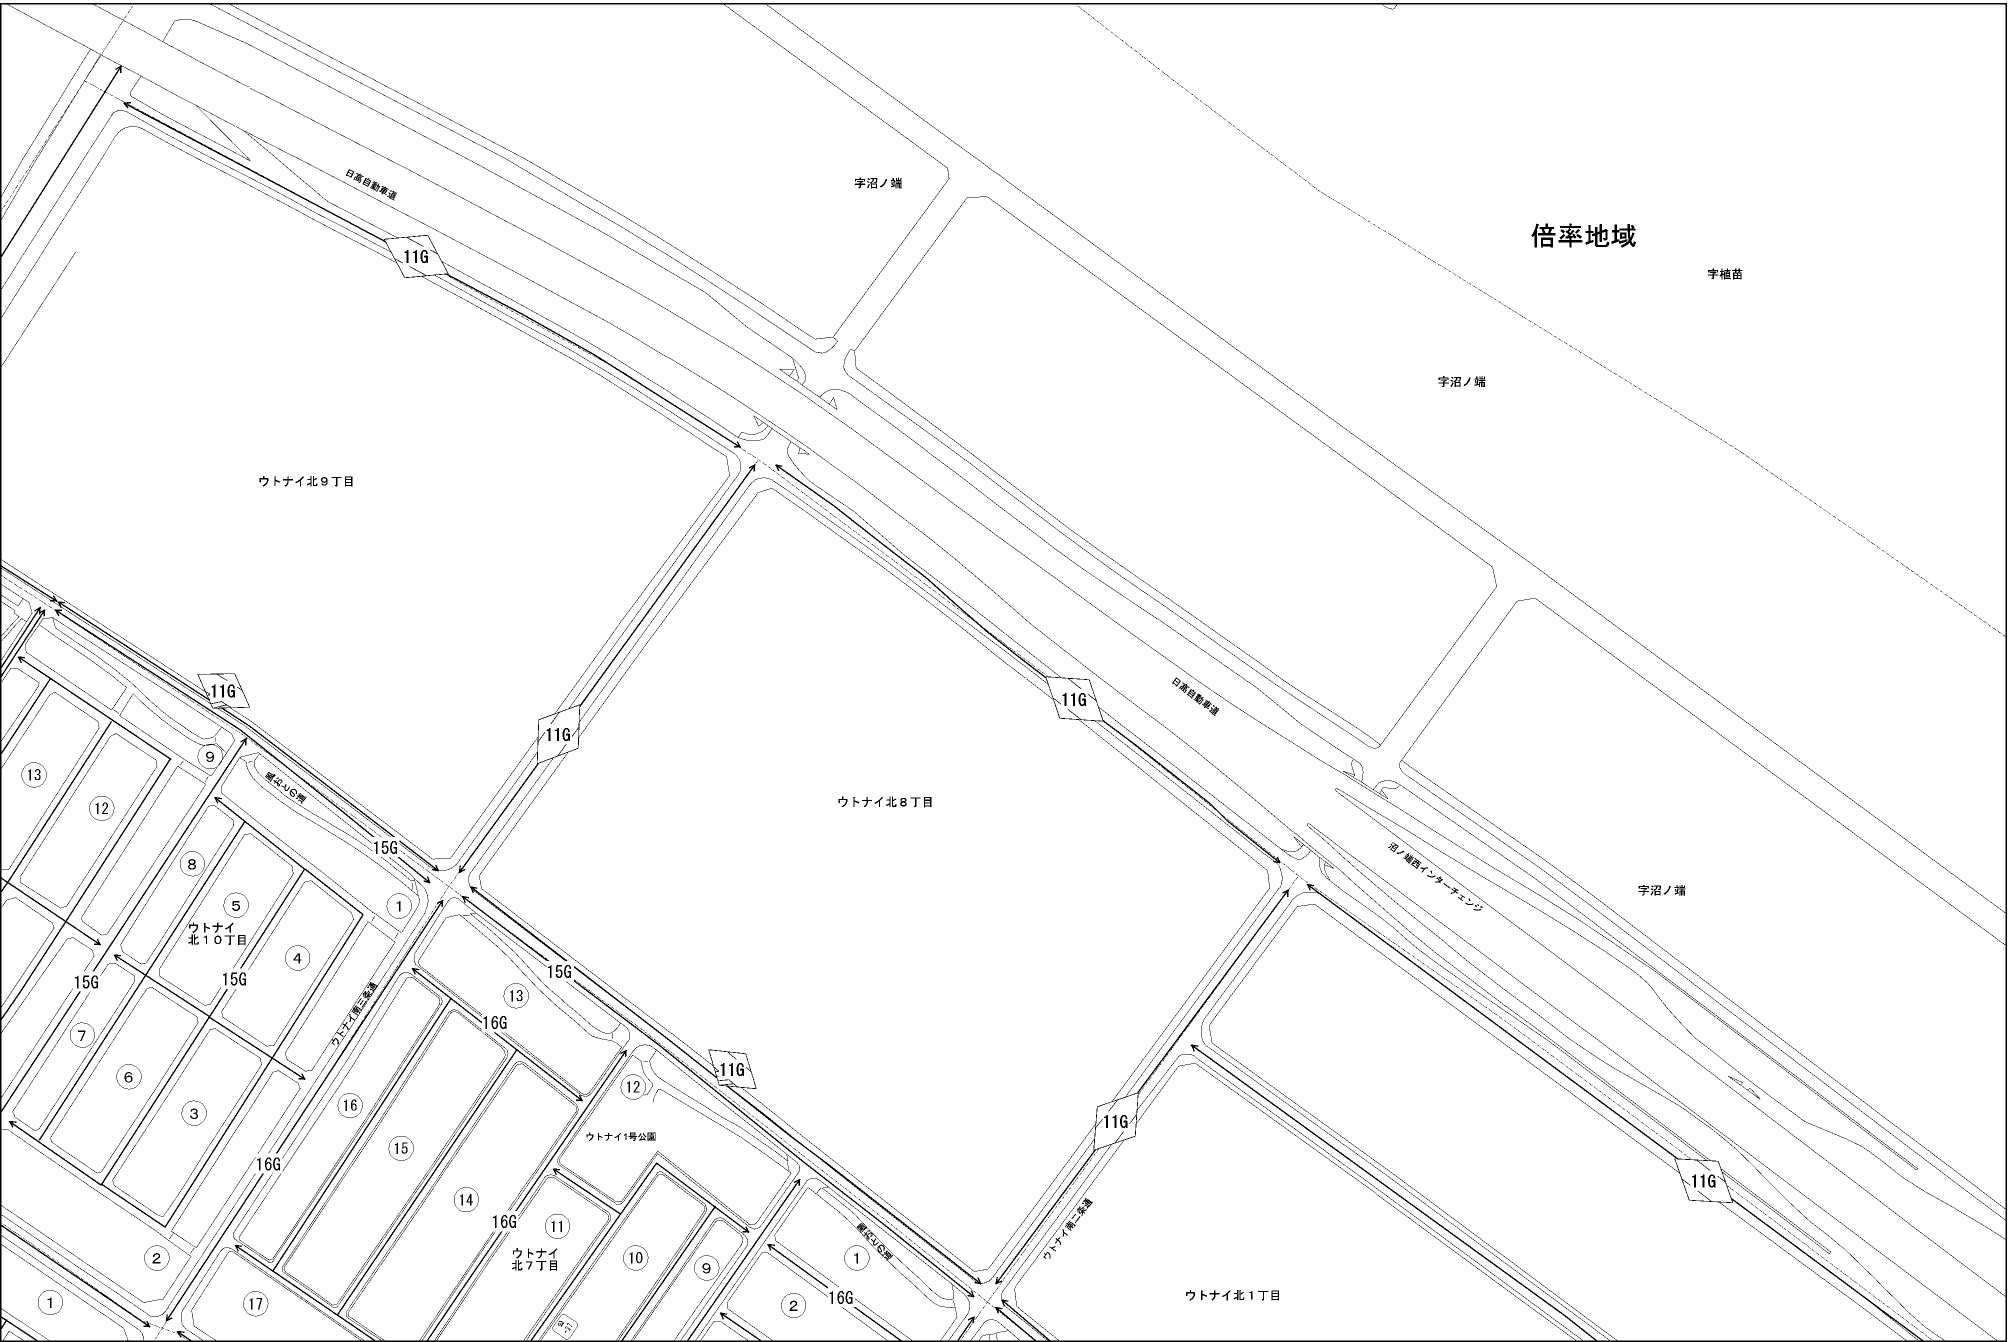 日高自動車道
字沼ノ端
倍率地域
字植苗
11G
字沼ノ端
ウトナイ北9丁目
11G
11G
11G
日高自動車道
⑨
⑬
⑫
ウトナイ北8丁目
15G
沼ノ端西インターチェンジ
字沼ノ端
⑧
⑤
①
ウトナイ
北10丁目
④
15G
15G
15G
⑬
ウトナイ南三条通
16G
⑦
⑥
③
11G
⑫
⑯
11G
ウトナイ1号公園
⑮
16G
11G
⑭
16G
⑪
ウトナイ
北7丁目
ウトナイ南二条通
②
⑩
①
⑨
16G
ウトナイ北1丁目
①
⑰
②